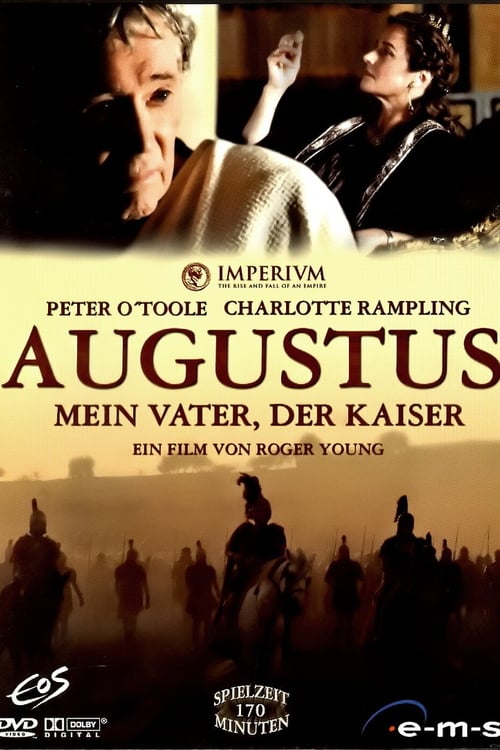 IMPERIVM
THE RISE AND FALL OF AN EMPIRE
PETER O'TOOLE CHARLOTTE RAMPLING
AUGUSTUS
MEIN VATER, DER KAISER
EIN FILM VON ROGER YOUNG
EOS
SPIELZEIT
170
MINUTEN
DVD
VIDEO
DOLBY
DIGITAL
e-m-s